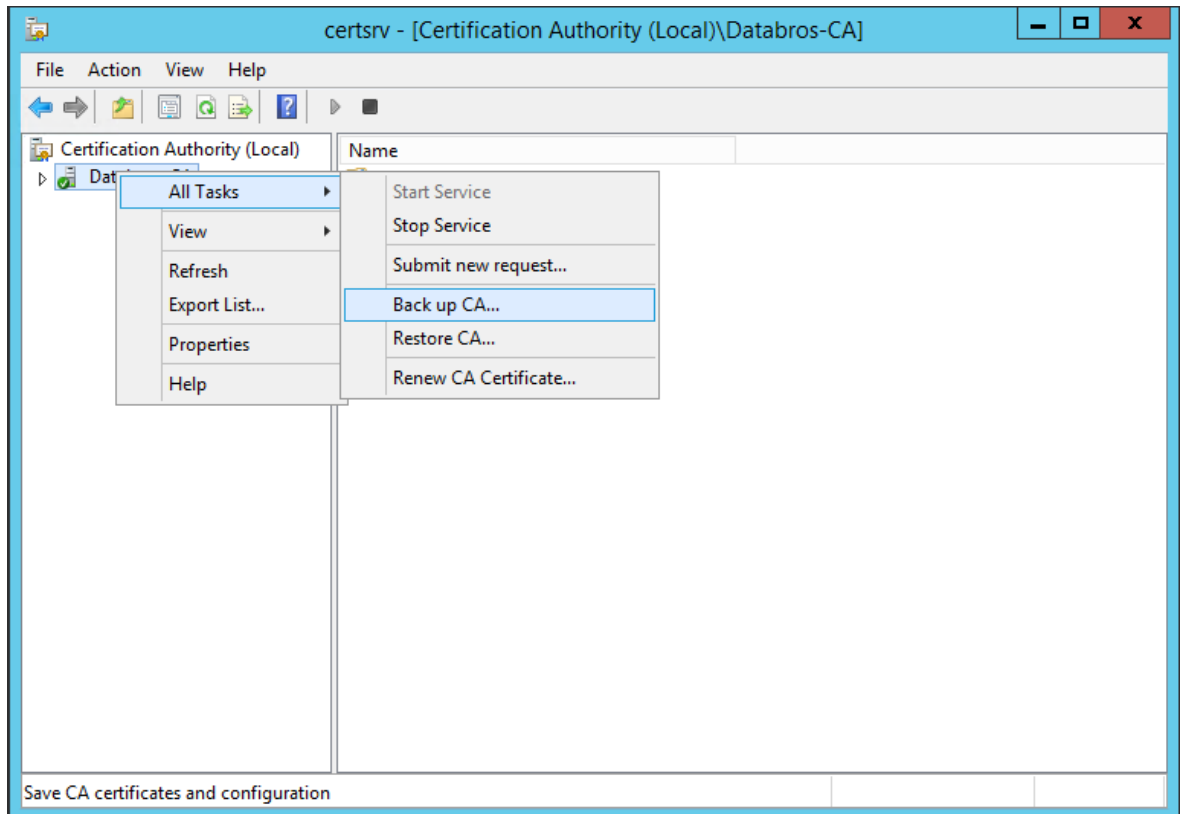 certsrv - [Certification Authority (Local)\Databros-CA]
File Action View Help
Certification Authority (Local)
Name
All Tasks
View
Refresh
Export List...
Properties
Help
Start Service
Stop Service
Submit new request...
Back up CA...
Restore CA...
Renew CA Certificate...
Save CA certificates and configuration